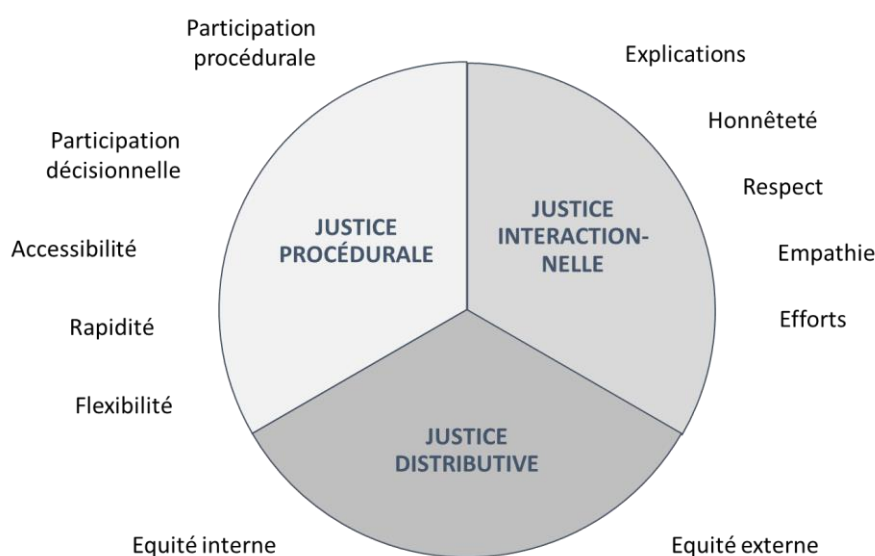 Participation
procédurale
Participation
décisionnelle
Accessibilité
Rapidité
Flexibilité
JUSTICE
PROCÉDURALE
JUSTICE
INTERACTION-
NELLE
Explications
Honnêteté
Respect
Empathie
Efforts
JUSTICE
DISTRIBUTIVE
Equité interne
Equité externe